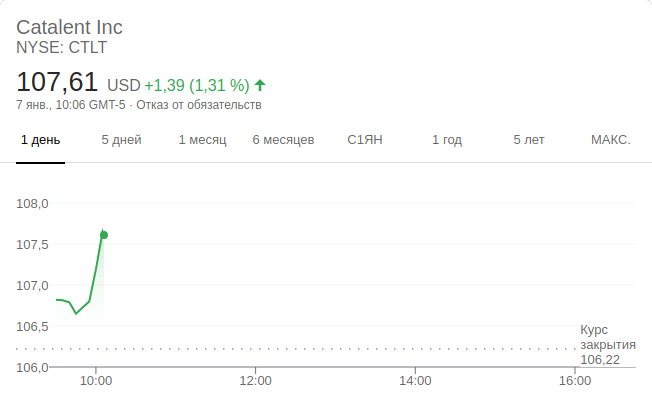 Catalent Inc
NYSE: CTLT
107,61 USD +1,39 (1,31 %)
7 янв., 10:06 GMT-5 · Отказ от обязательств
1 день 5 дней 1 месяц 6 месяцев С1ЯН 1 год 5 лет МАКС.
108,0
107,5
107,0
106,5
Курс
закрытия
106,22
106,0
10:00 12:00 14:00 16:00